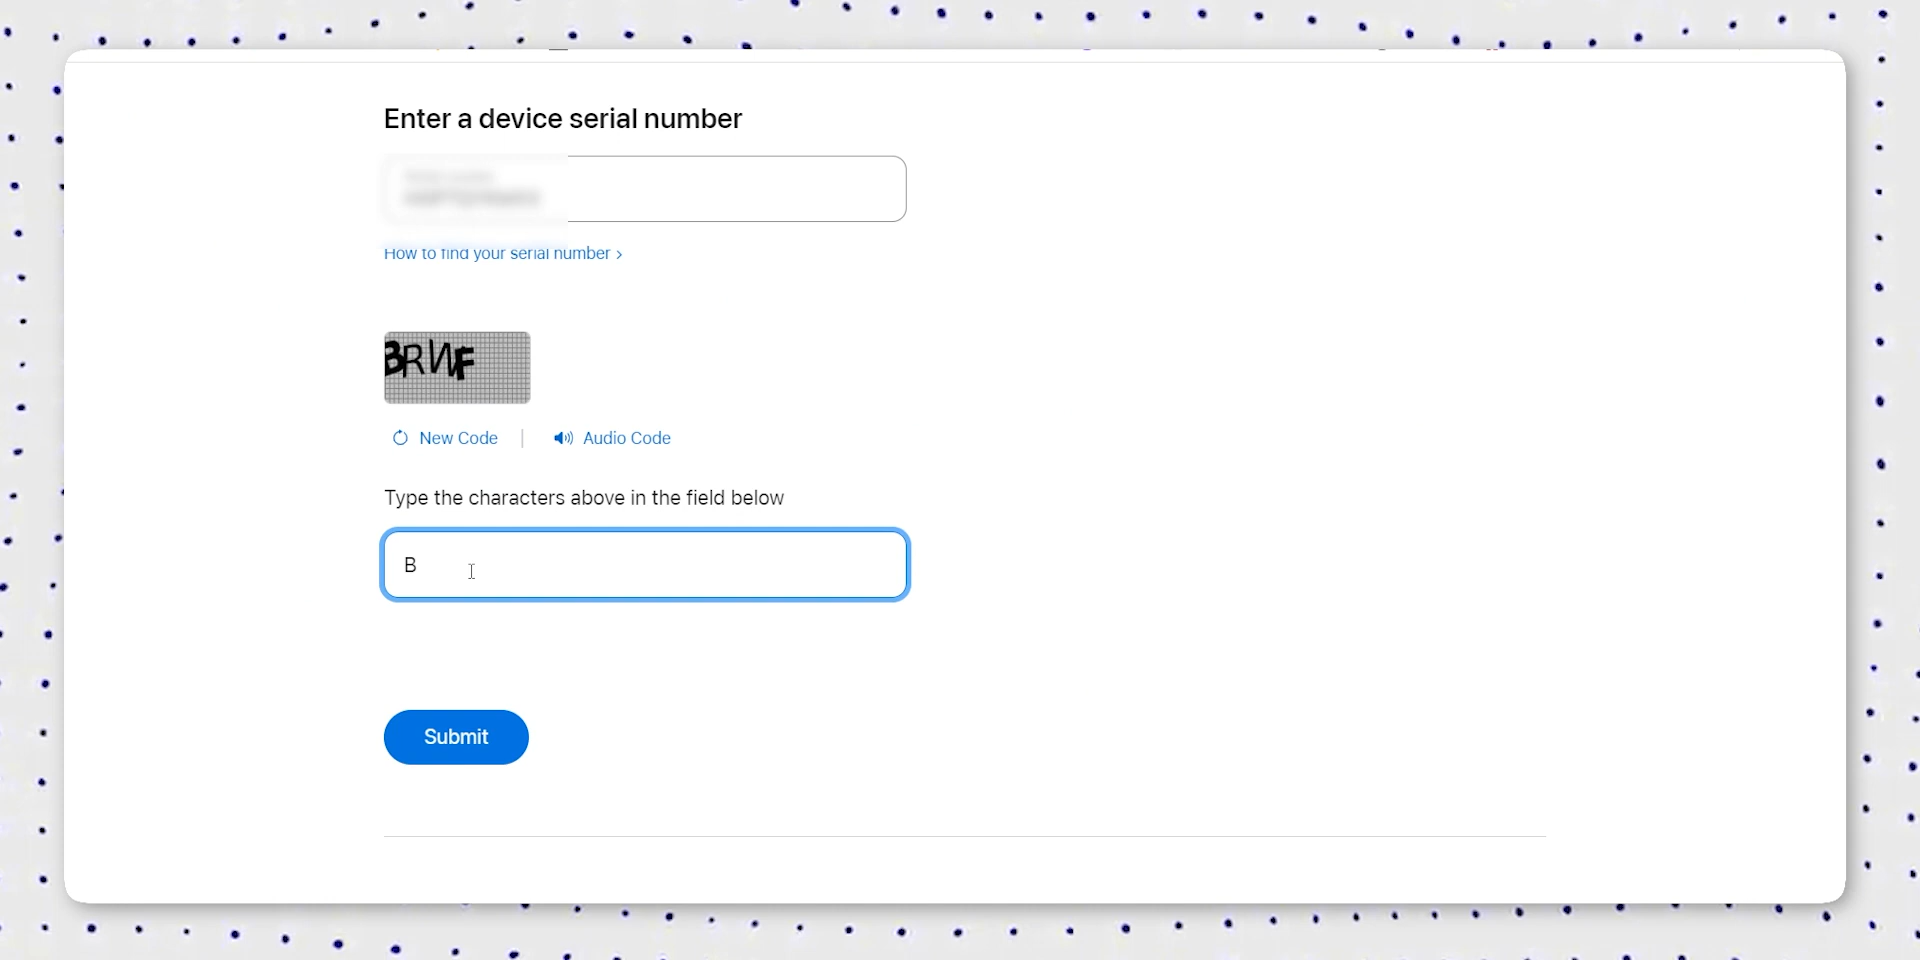 Enter a device serial number
How to find your serial number >
BRWF
New Code | Audio Code
Type the characters above in the field below
B
Submit